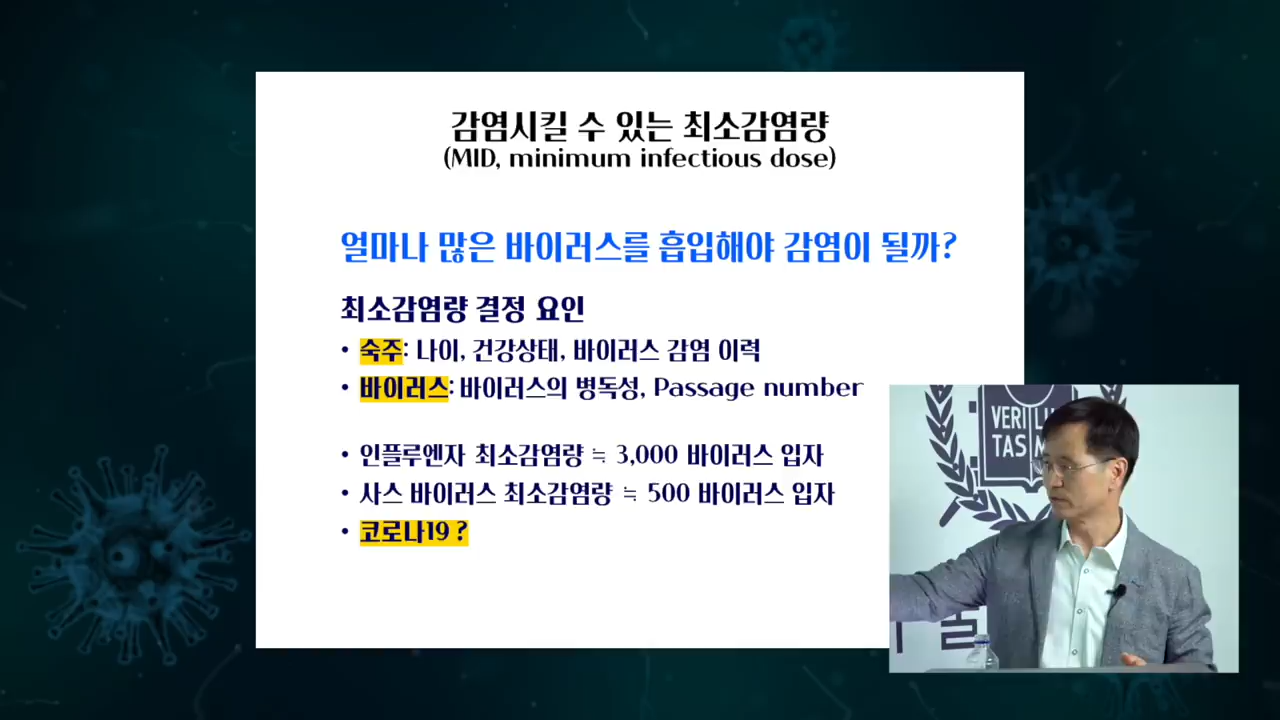 감염시킬 수 있는 최소감염량
(MID, minimum infectious dose)
얼마나 많은 바이러스를 흡입해야 감염이 될까?
최소감염량 결정 요인
• 숙주: 나이, 건강상태, 바이러스 감염 이력
• 바이러스: 바이러스의 병독성, Passage number
• 인플루엔자 최소감염량 ≒ 3,000 바이러스 입자
• 사스 바이러스 최소감염량 ≒ 500 바이러스 입자
• 코로나19 ?
VERI
TAS